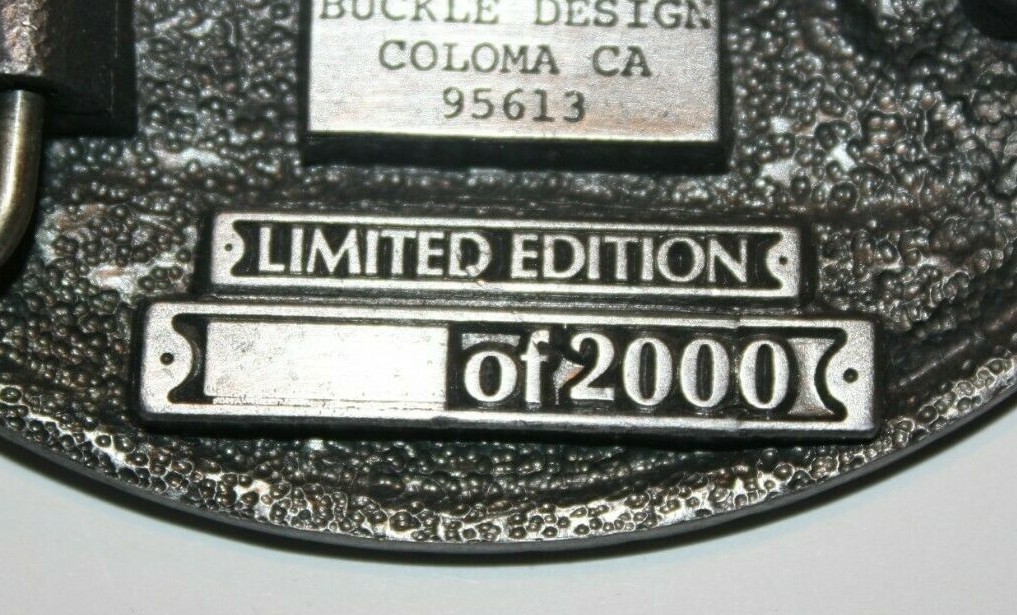 BUCKLE DESIGN
COLOMA CA
95613
LIMITED EDITION
of 2000